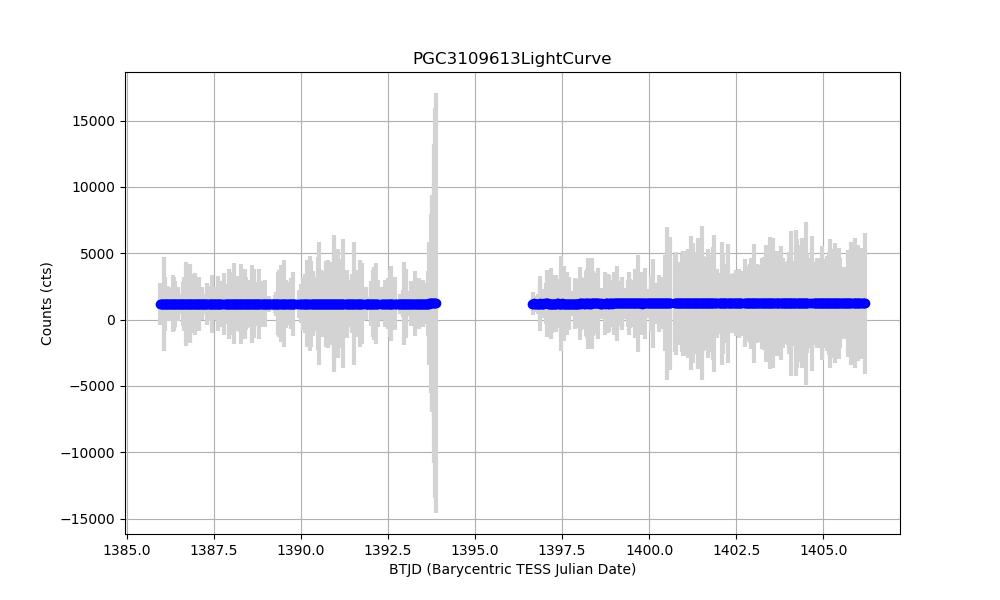 PGC3109613LightCurve
Counts (cts)
15000
10000
5000
0
−5000
−10000
−15000
1385.0 1387.5 1390.0 1392.5 1395.0 1397.5 1400.0 1402.5 1405.0
BTJD (Barycentric TESS Julian Date)